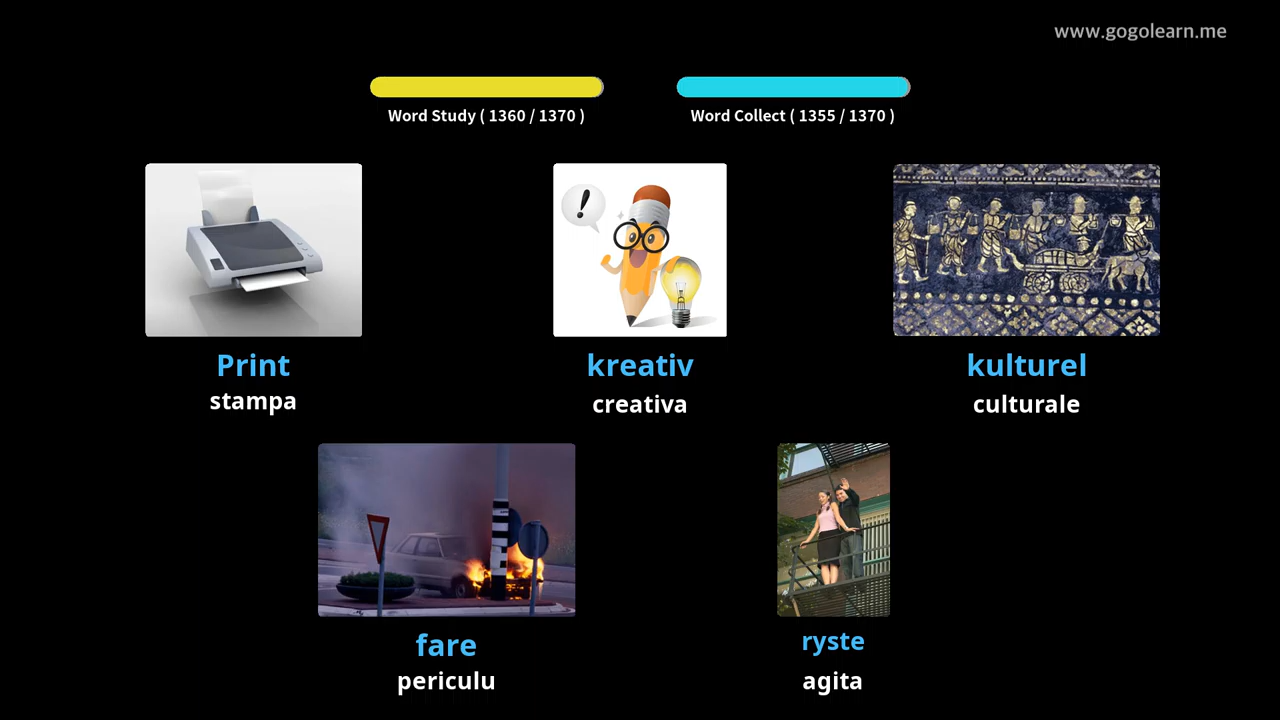 www.gogolearn.me
Word Study ( 1360 / 1370 )
Word Collect ( 1355 / 1370 )
Print
stampa
kreativ
creativa
kulturel
culturale
fare
periculu
ryste
agita